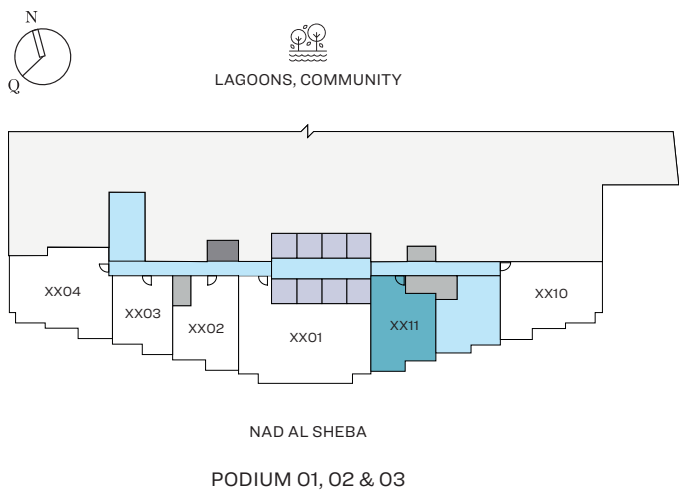 N
Q
LAGOONS, COMMUNITY
XX04
XX03
XX02
XX01
XX11
XX10
NAD AL SHEBA
PODIUM 01, 02 & 03